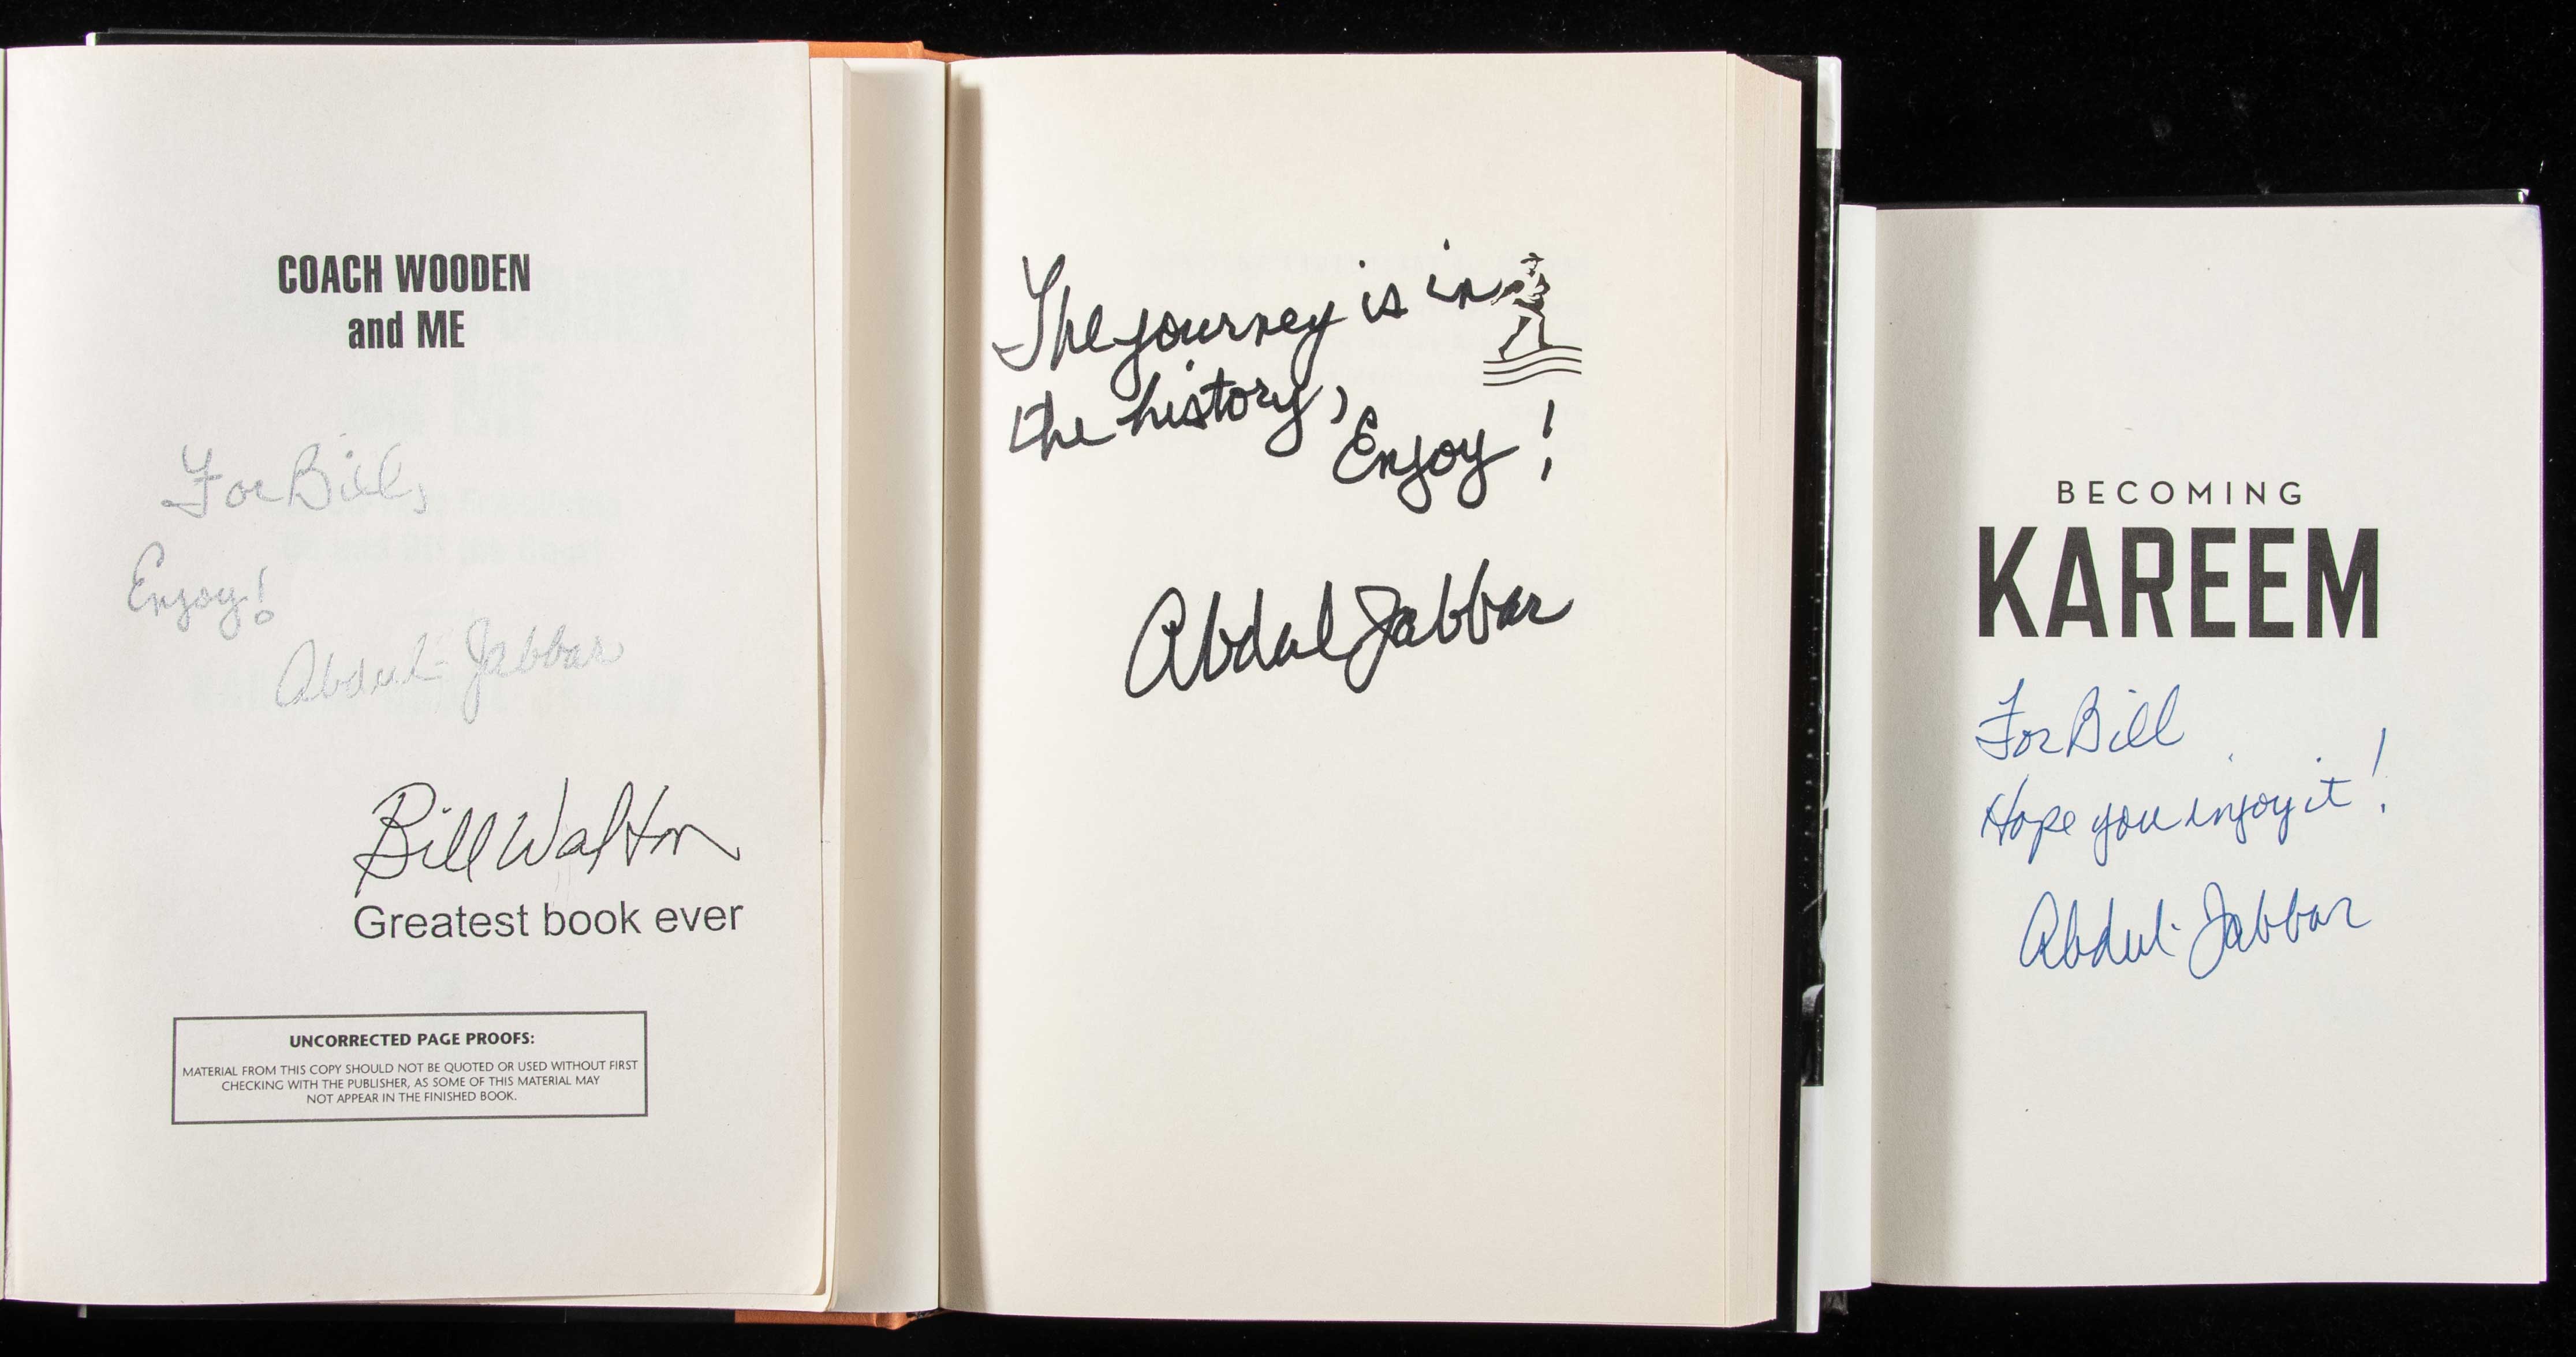 COACH WOODEN
and ME
For Bill,
Enjoy!
Abdul-Jabbar
Bill Walton
Greatest book ever
UNCORRECTED PAGE PROOFS:
MATERIAL FROM THIS COPY SHOULD NOT BE QUOTED OR USED WITHOUT FIRST
CHECKING WITH THE PUBLISHER, AS SOME OF THIS MATERIAL MAY
NOT APPEAR IN THE FINISHED BOOK.
The journey is in
the history,
Enjoy!
Abdul Jabbar
BECOMING
KAREEM
For Bill
Hope you injoy it!
Abdul-Jabbar